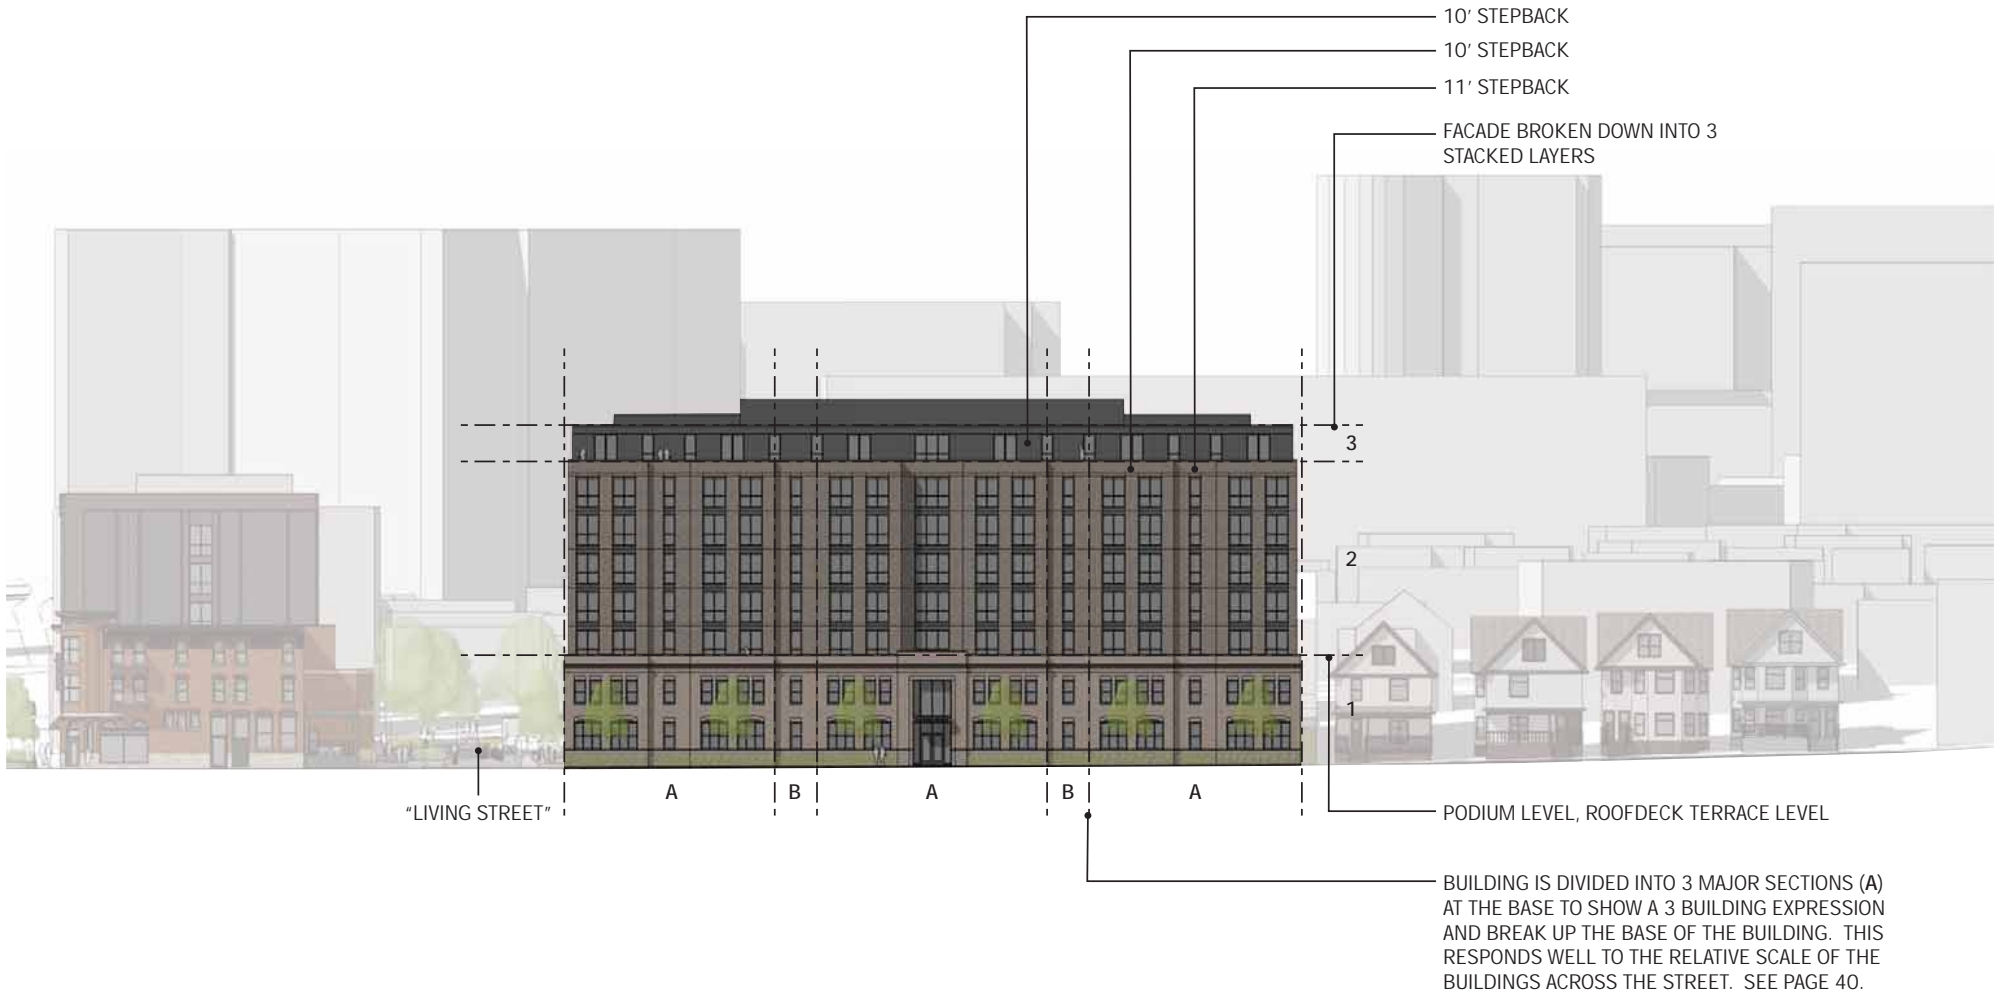 10' STEPBACK
10' STEPBACK
11' STEPBACK
FACADE BROKEN DOWN INTO 3
STACKED LAYERS
3
2
1
A
B
A
B
A
"LIVING STREET"
PODIUM LEVEL, ROOFDECK TERRACE LEVEL
BUILDING IS DIVIDED INTO 3 MAJOR SECTIONS (A)
AT THE BASE TO SHOW A 3 BUILDING EXPRESSION
AND BREAK UP THE BASE OF THE BUILDING.  THIS
RESPONDS WELL TO THE RELATIVE SCALE OF THE
BUILDINGS ACROSS THE STREET.  SEE PAGE 40.